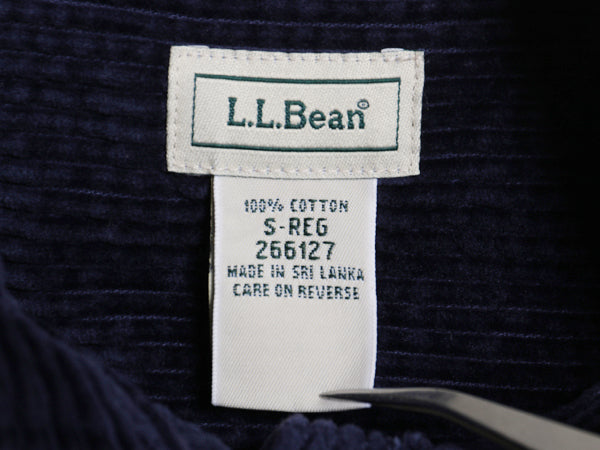 L.L.Bean®
100% COTTON
S-REG
266127
MADE IN SRI LANKA
CARE ON REVERSE